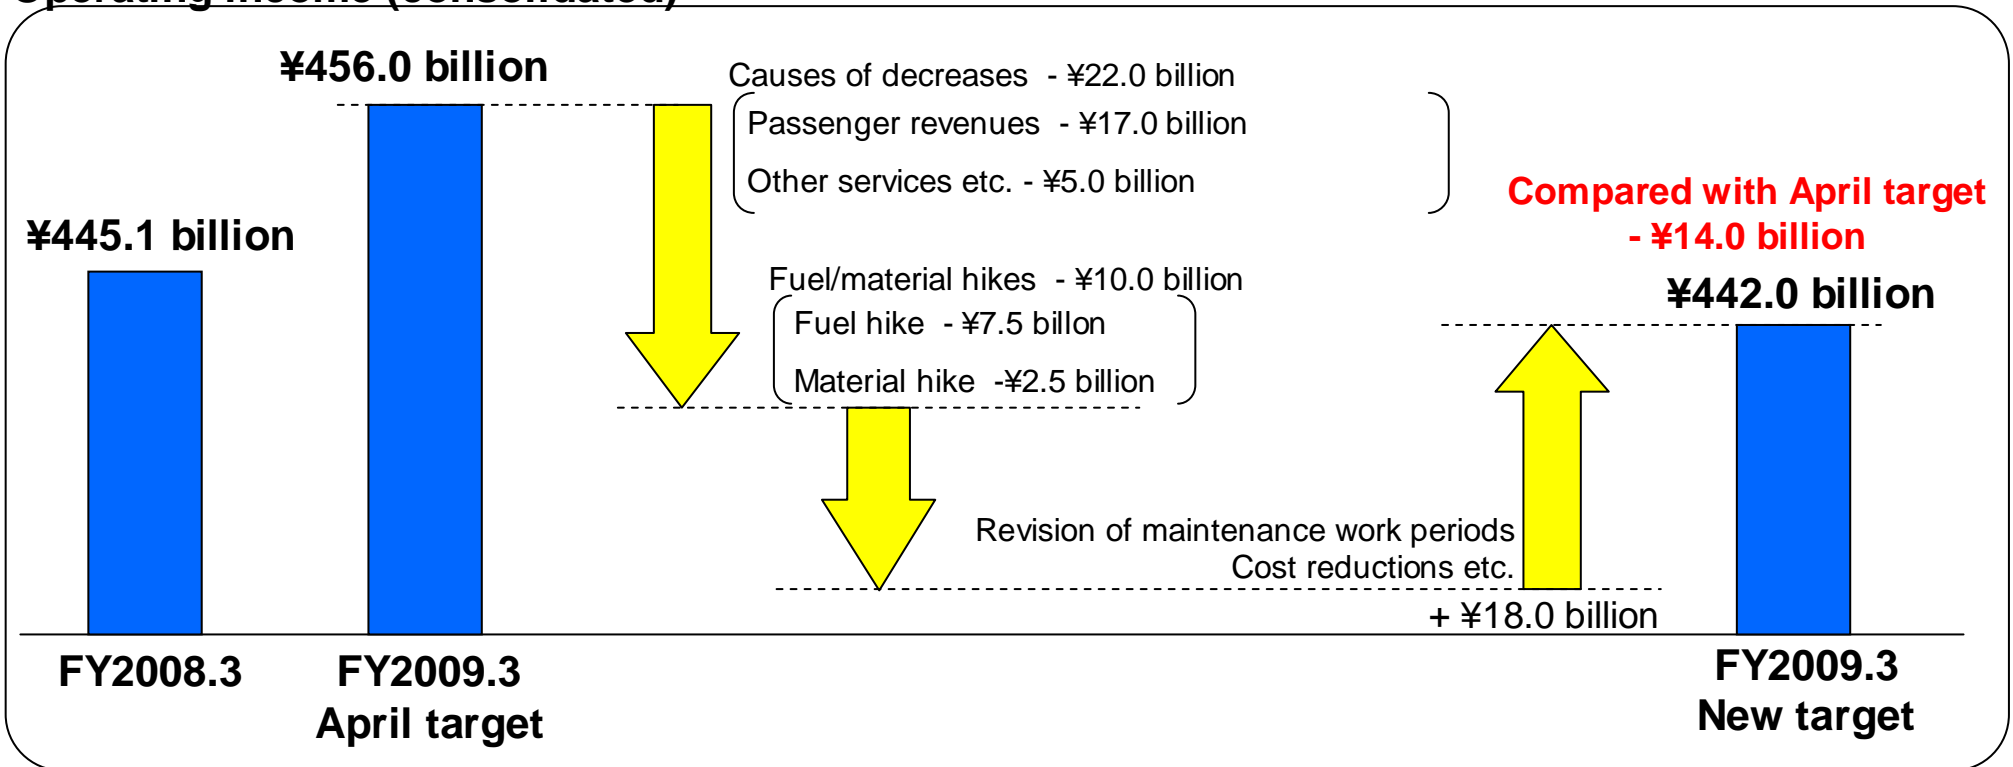 Operating Income (consolidated)
¥456.0 billion
Causes of decreases - ¥22.0 billion
Passenger revenues - ¥17.0 billion
Other services etc. - ¥5.0 billion
Compared with April target
- ¥14.0 billion
¥445.1 billion
Fuel/material hikes - ¥10.0 billion
¥442.0 billion
Fuel hike - ¥7.5 billon
Material hike -¥2.5 billion
Revision of maintenance work periods
Cost reductions etc.
+ ¥18.0 billion
FY2008.3
FY2009.3
April target
FY2009.3
New target